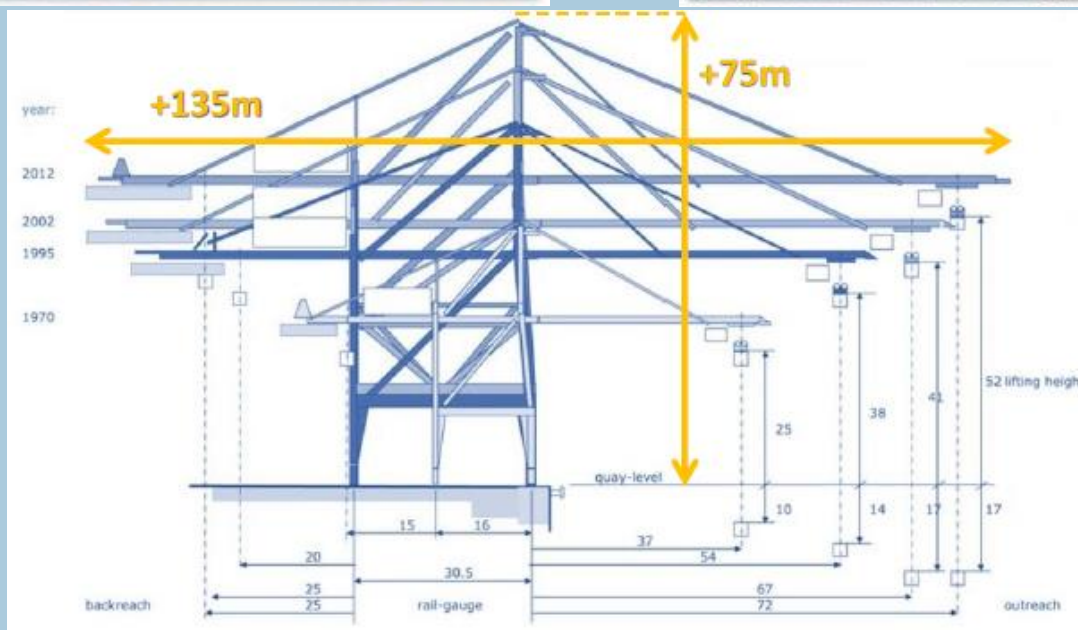 +75m
+135m
year:
2012
2002
1995
1970
52 lifting heigh
41
38
25
quay-level
10
14
17
17
15
16
37
20
54
30.5
25
67
25
72
backreach
rail-gauge
outreach